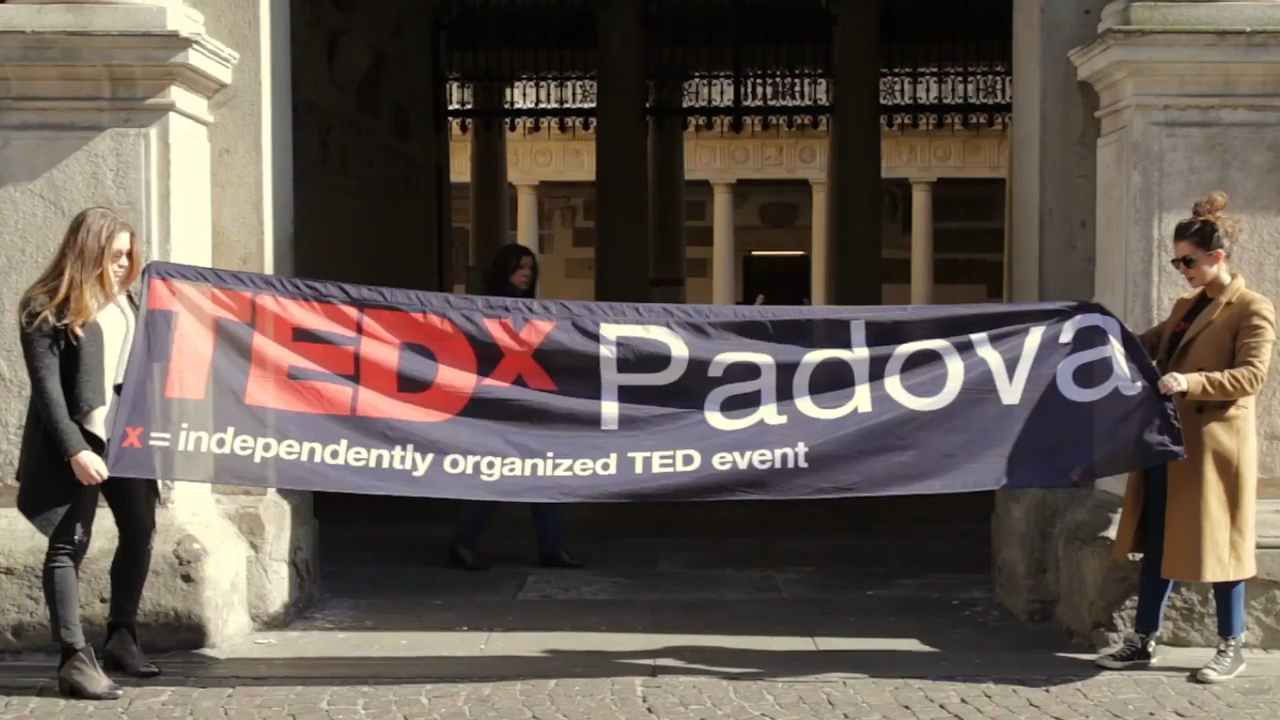 TEDx Padova
x = independently organized TED event